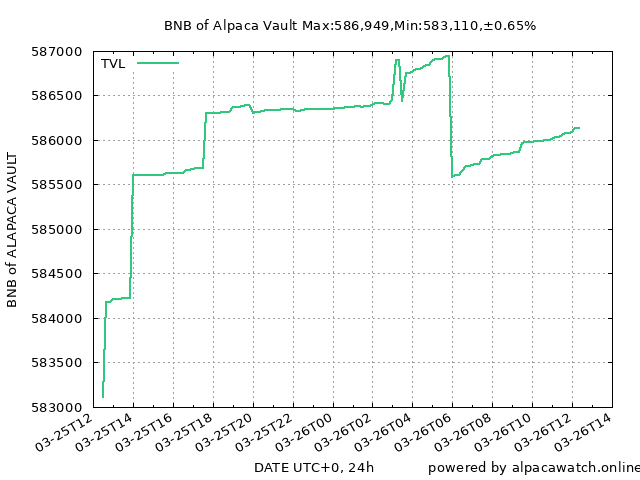 BNB of Alpaca Vault Max:586,949,Min:583,110,±0.65%
TVL
587000
586500
586000
585500
585000
584500
584000
583500
583000
BNB of ALAPACA VAULT
03-25T12
03-25T14
03-25T16
03-25T18
03-25T20
03-25T22
03-26T00
03-26T02
03-26T04
03-26T06
03-26T08
03-26T10
03-26T12
03-26T14
DATE UTC+0, 24h
powered by alpacawatch.online